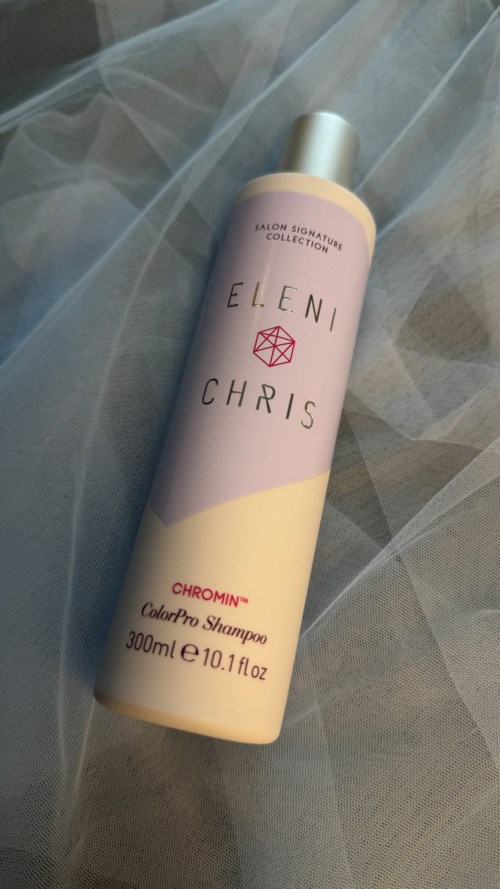 SALON SIGNATURE
COLLECTION
ELENI
CHRIS
CHROMIN™
ColorPro Shampoo
300ml ℮ 10.1 fl oz